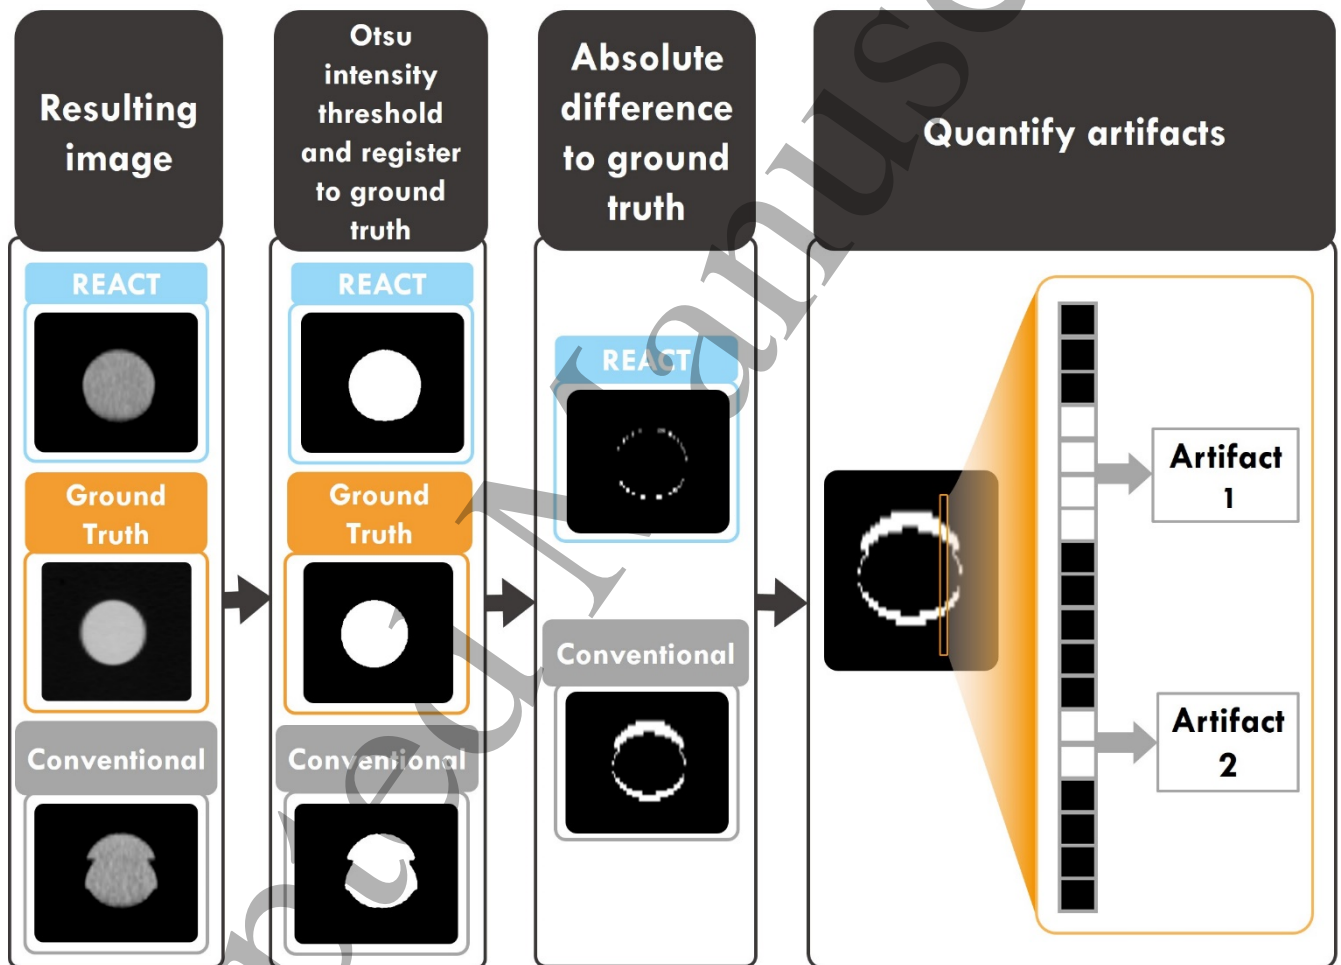 Resulting
image
Otsu
intensity
threshold
and register
to ground
truth
Absolute
difference
to ground
truth
Quantify artifacts
REACT
Ground
Truth
Conventional
REACT
Ground
Truth
Conventional
REACT
Conventional
Artifact
1
Artifact
2